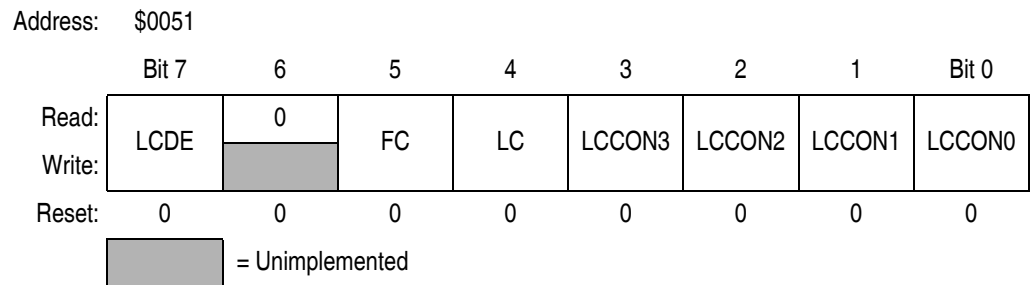 Address: $0051
Bit 7 6 5 4 3 2 1 Bit 0
Read: LCDE 0 FC LC LCCON3 LCCON2 LCCON1 LCCON0
Write:
Reset: 0 0 0 0 0 0 0 0
= Unimplemented